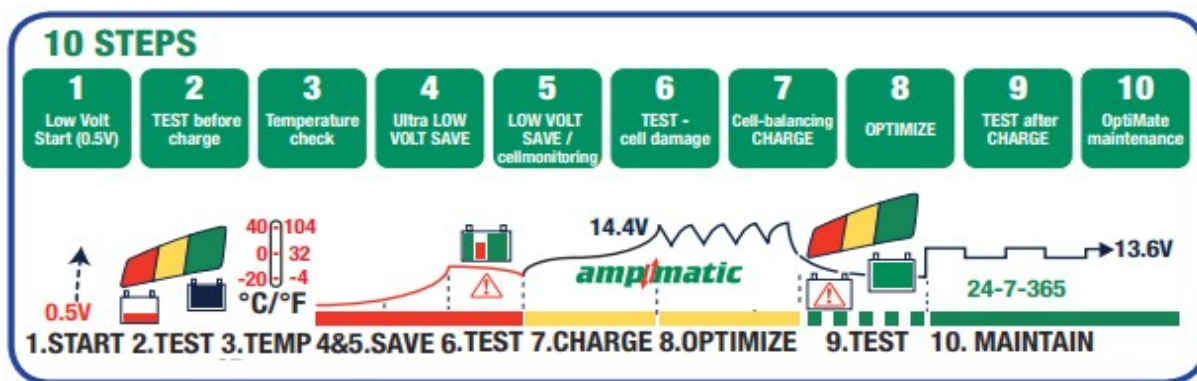 10 STEPS
1
Low Volt
Start (0.5V)
2
TEST before
charge
3
Temperature
check
4
Ultra LOW
VOLT SAVE
5
LOW VOLT
SAVE /
cellmonitoring
6
TEST -
cell damage
7
Cell-balancing
CHARGE
8
OPTIMIZE
9
TEST after
CHARGE
10
OptiMate
maintenance
0.5V
40 104
0 32
-20 -4
°C/°F
14.4V
ampmatic
13.6V
24-7-365
1.START 2.TEST 3.TEMP 4&5.SAVE 6.TEST 7.CHARGE 8.OPTIMIZE 9.TEST 10. MAINTAIN